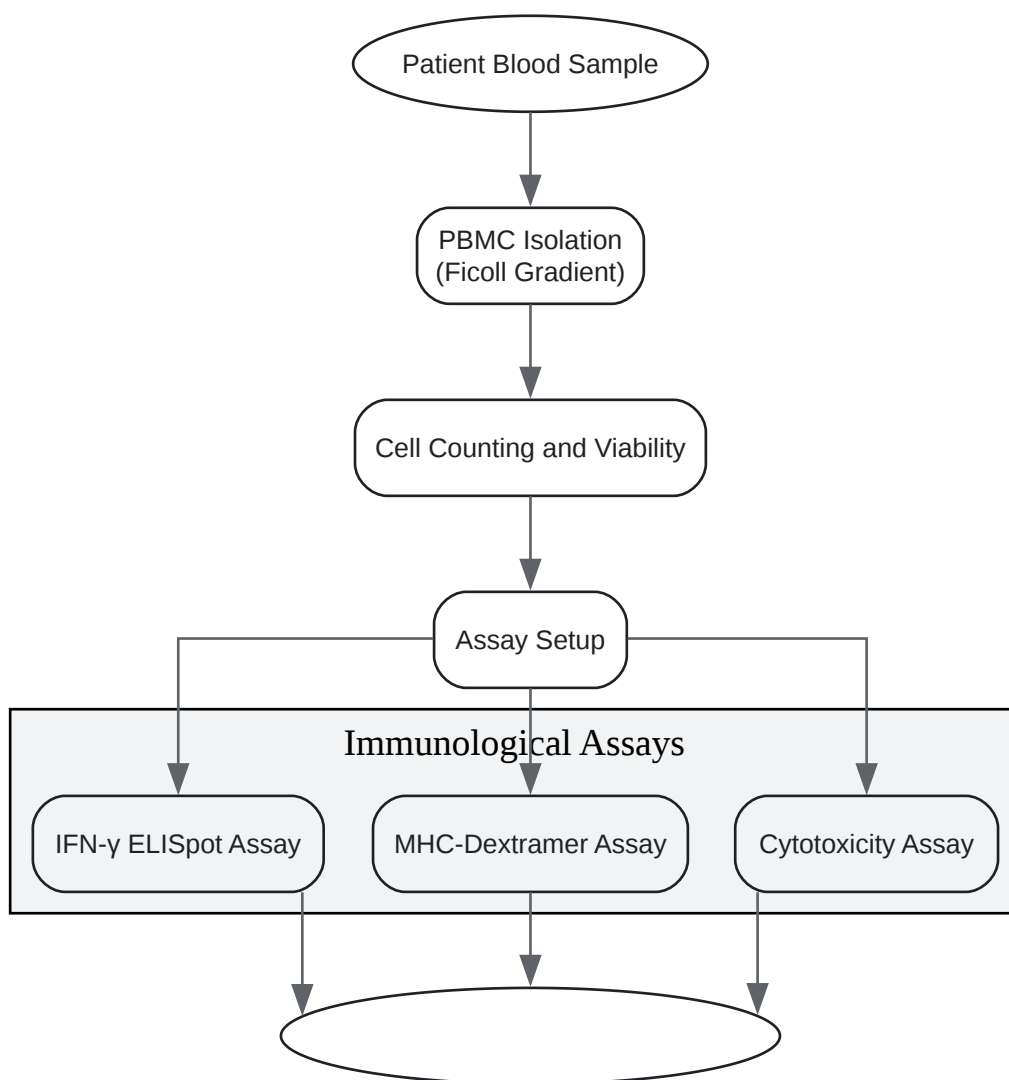 Patient Blood Sample
PBMC Isolation
(Ficoll Gradient)
Cell Counting and Viability
Assay Setup
Immunological Assays
IFN-γ ELISpot Assay
MHC-Dextramer Assay
Cytotoxicity Assay